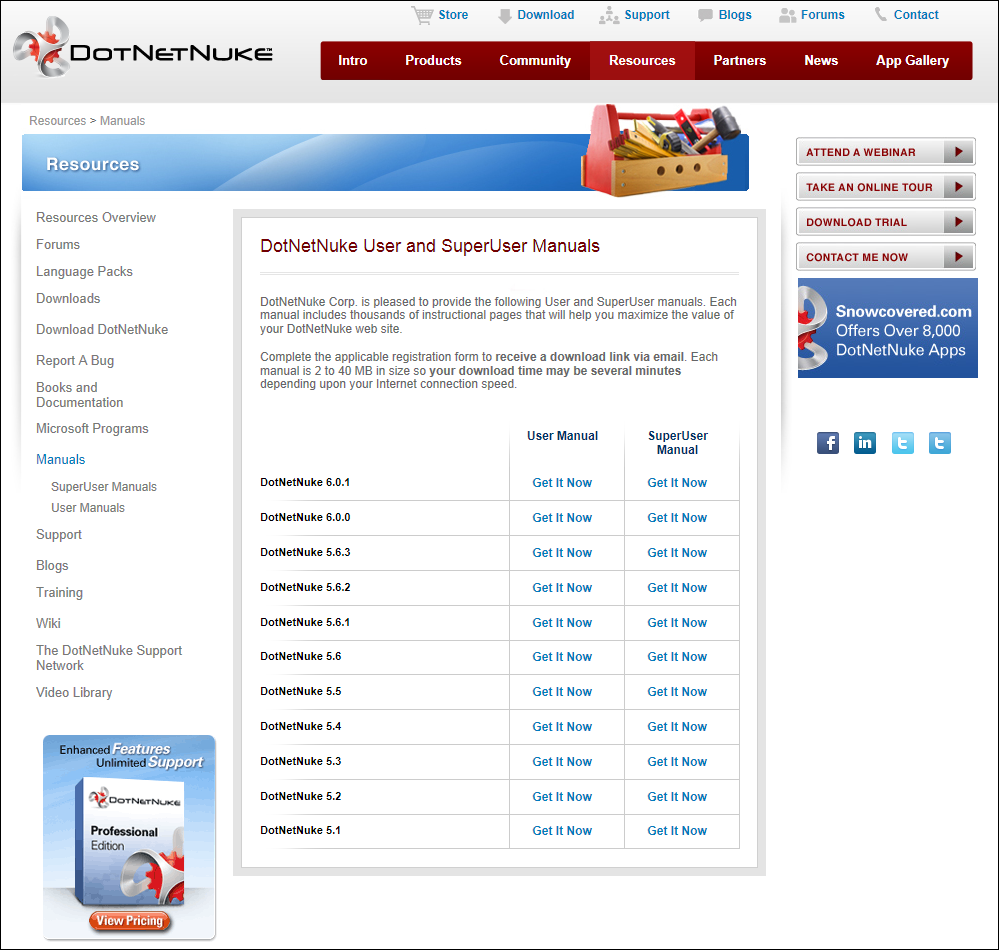 Store Download Support Blogs Forums Contact
DOTNETNUKE™
Intro Products Community Resources Partners News App Gallery
Resources > Manuals
Resources
Resources Overview
Forums
Language Packs
Downloads
Download DotNetNuke
Report A Bug
Books and
Documentation
Microsoft Programs
Manuals
SuperUser Manuals
User Manuals
Support
Blogs
Training
Wiki
The DotNetNuke Support
Network
Video Library
Enhanced Features
Unlimited Support
DOTNETNUKE
Professional
Edition
View Pricing
DotNetNuke User and SuperUser Manuals
DotNetNuke Corp. is pleased to provide the following User and SuperUser manuals. Each
manual includes thousands of instructional pages that will help you maximize the value of
your DotNetNuke web site.
Complete the applicable registration form to receive a download link via email. Each
manual is 2 to 40 MB in size so your download time may be several minutes
depending upon your Internet connection speed.
User Manual SuperUser
Manual
DotNetNuke 6.0.1 Get It Now Get It Now
DotNetNuke 6.0.0 Get It Now Get It Now
DotNetNuke 5.6.3 Get It Now Get It Now
DotNetNuke 5.6.2 Get It Now Get It Now
DotNetNuke 5.6.1 Get It Now Get It Now
DotNetNuke 5.6 Get It Now Get It Now
DotNetNuke 5.5 Get It Now Get It Now
DotNetNuke 5.4 Get It Now Get It Now
DotNetNuke 5.3 Get It Now Get It Now
DotNetNuke 5.2 Get It Now Get It Now
DotNetNuke 5.1 Get It Now Get It Now
ATTEND A WEBINAR
TAKE AN ONLINE TOUR
DOWNLOAD TRIAL
CONTACT ME NOW
Snowcovered.com
Offers Over 8,000
DotNetNuke Apps
f in t t